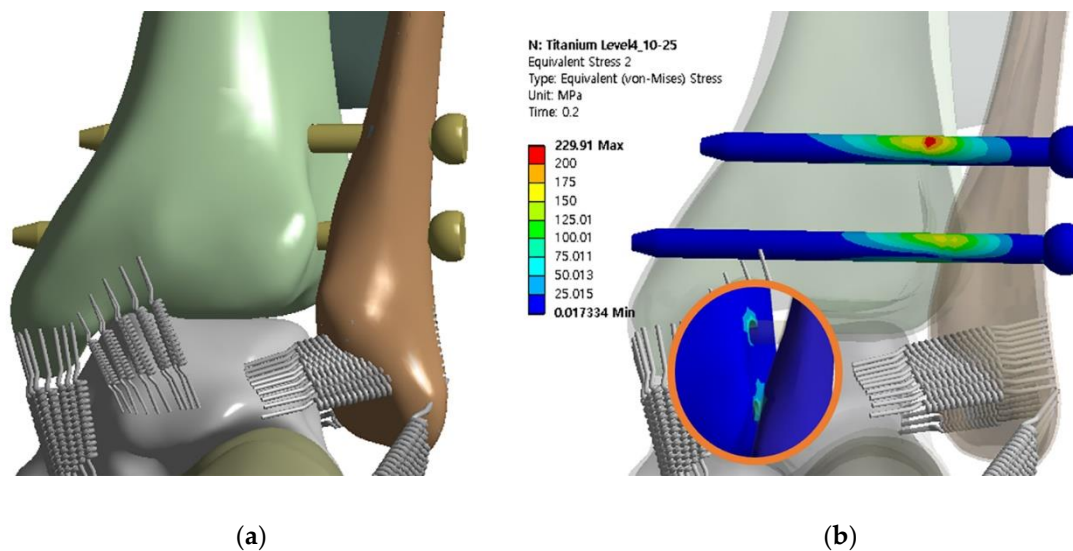 N: Titanium Level4_10-25
Equivalent Stress 2
Type: Equivalent (von-Mises) Stress
Unit: MPa
Time: 0.2
229.91 Max
200
175
150
125.01
100.01
75.011
50.013
25.015
0.017334 Min
(a)
(b)